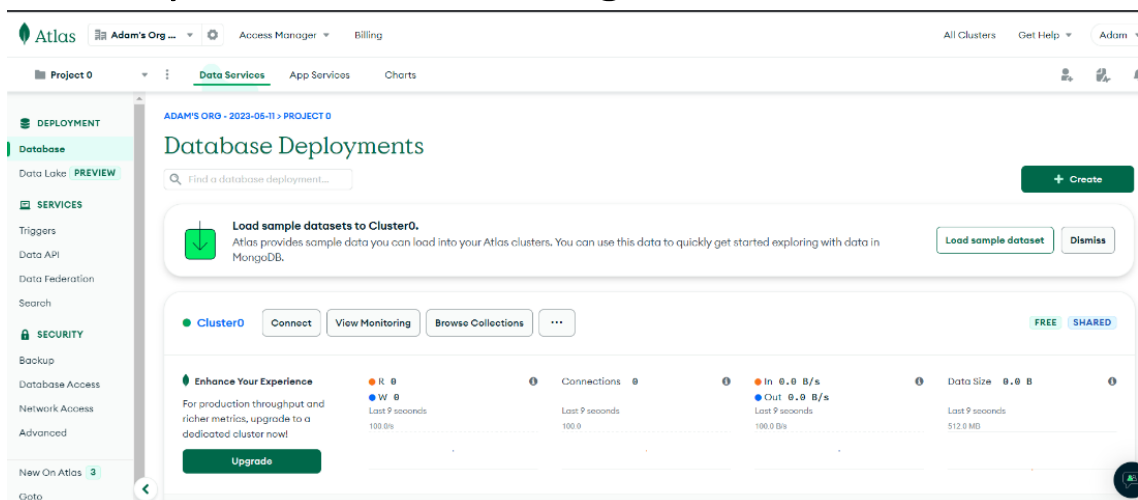 Atlas
Adam's Org ...
Access Manager
Billing
All Clusters
Get Help
Adam
Project 0
Data Services
App Services
Charts
DEPLOYMENT
Database
Data Lake PREVIEW
SERVICES
Triggers
Data API
Data Federation
Search
SECURITY
Backup
Database Access
Network Access
Advanced
New On Atlas 3
Goto
ADAM'S ORG - 2023-05-11 > PROJECT 0
Database Deployments
Find a database deployment...
+ Create
Load sample datasets to Cluster0.
Atlas provides sample data you can load into your Atlas clusters. You can use this data to quickly get started exploring with data in
MongoDB.
Load sample dataset
Dismiss
Cluster0
Connect
View Monitoring
Browse Collections
...
FREE
SHARED
Enhance Your Experience
For production throughput and
richer metrics, upgrade to a
dedicated cluster now!
Upgrade
R 0
W 0
Last 9 seconds
100.0/s
Connections 0
Last 9 seconds
100.0
In 0.0 B/s
Out 0.0 B/s
Last 9 seconds
100.0 B/s
Data Size 0.0 B
Last 9 seconds
512.0 MB